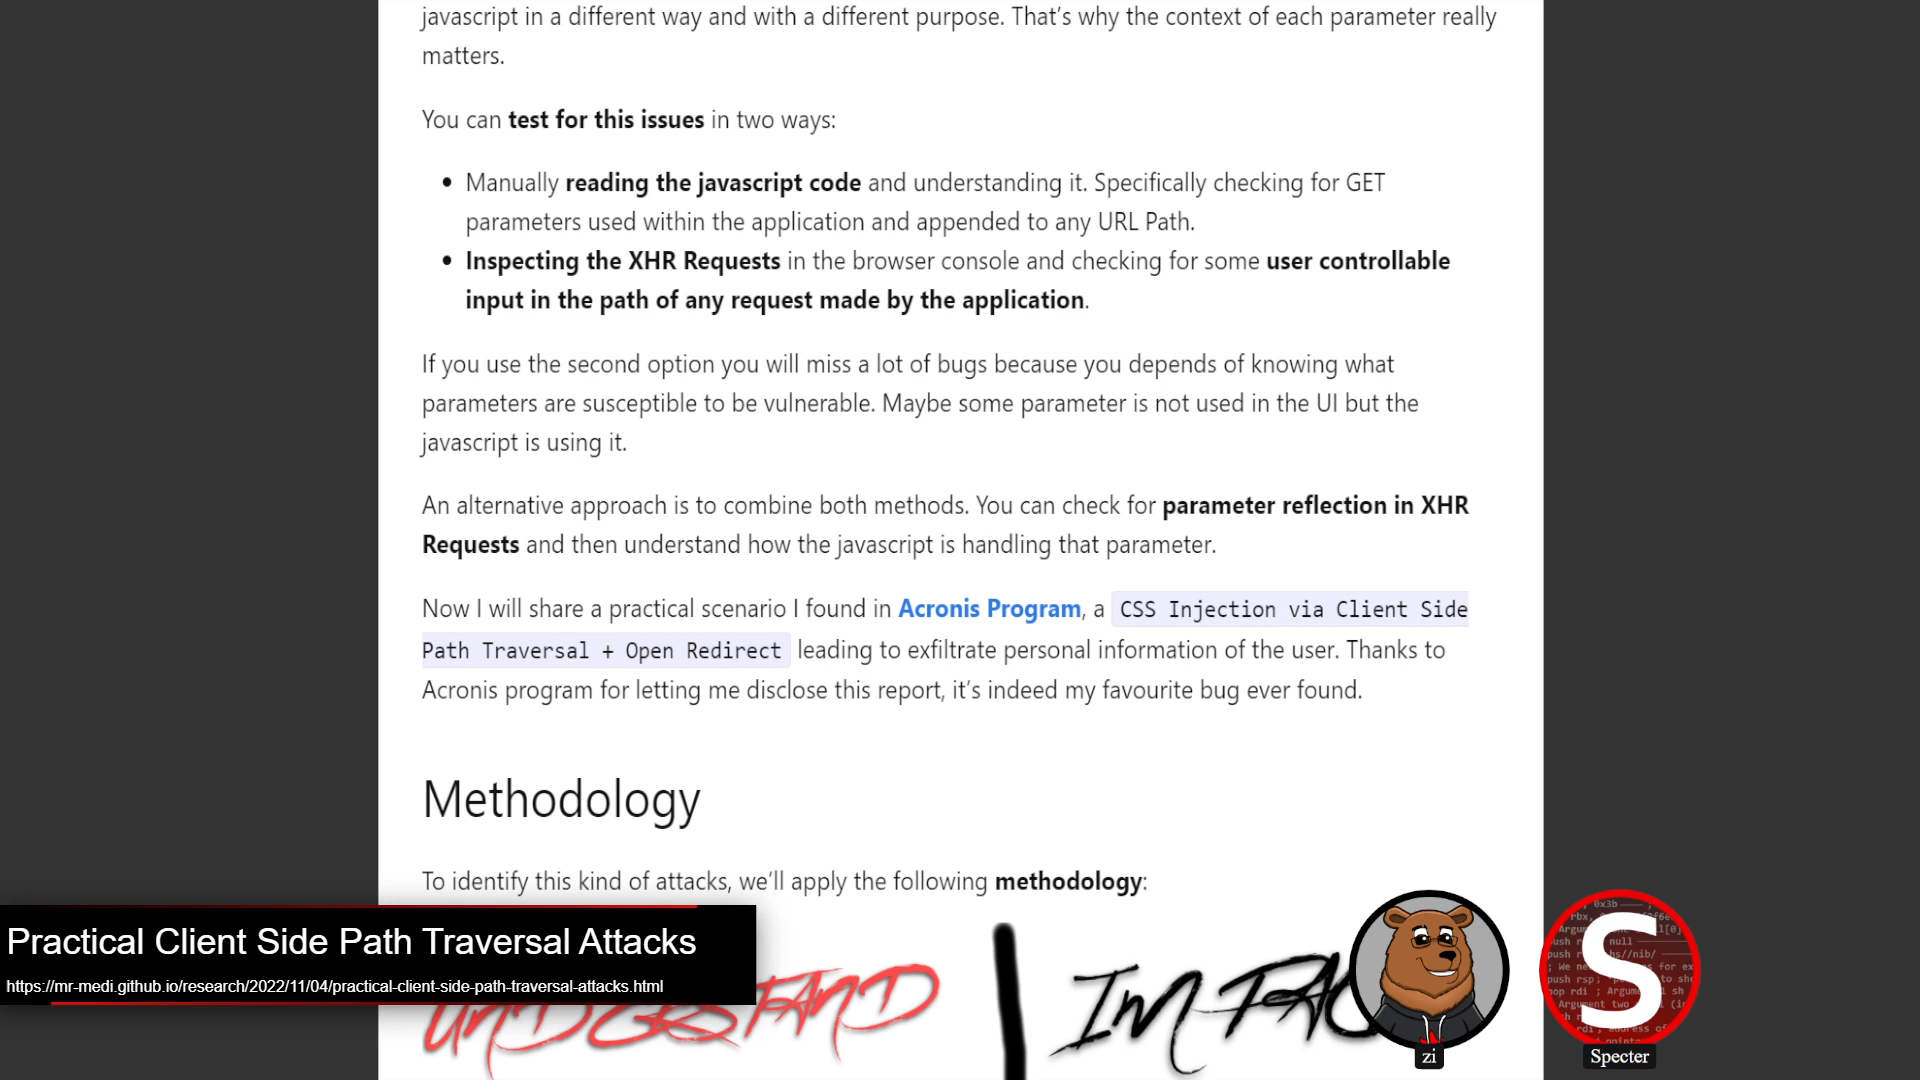 javascript in a different way and with a different purpose. That's why the context of each parameter really
matters.
You can test for this issues in two ways:
• Manually reading the javascript code and understanding it. Specifically checking for GET
parameters used within the application and appended to any URL Path.
• Inspecting the XHR Requests in the browser console and checking for some user controllable
input in the path of any request made by the application.
If you use the second option you will miss a lot of bugs because you depends of knowing what
parameters are susceptible to be vulnerable. Maybe some parameter is not used in the UI but the
javascript is using it.
An alternative approach is to combine both methods. You can check for parameter reflection in XHR
Requests and then understand how the javascript is handling that parameter.
Now I will share a practical scenario I found in Acronis Program, a CSS Injection via Client Side
Path Traversal + Open Redirect leading to exfiltrate personal information of the user. Thanks to
Acronis program for letting me disclose this report, it's indeed my favourite bug ever found.
Methodology
To identify this kind of attacks, we'll apply the following methodology:
Practical Client Side Path Traversal Attacks
https://mr-medi.github.io/research/2022/11/04/practical-client-side-path-traversal-attacks.html
UNDERSTAND
zi
S
Specter